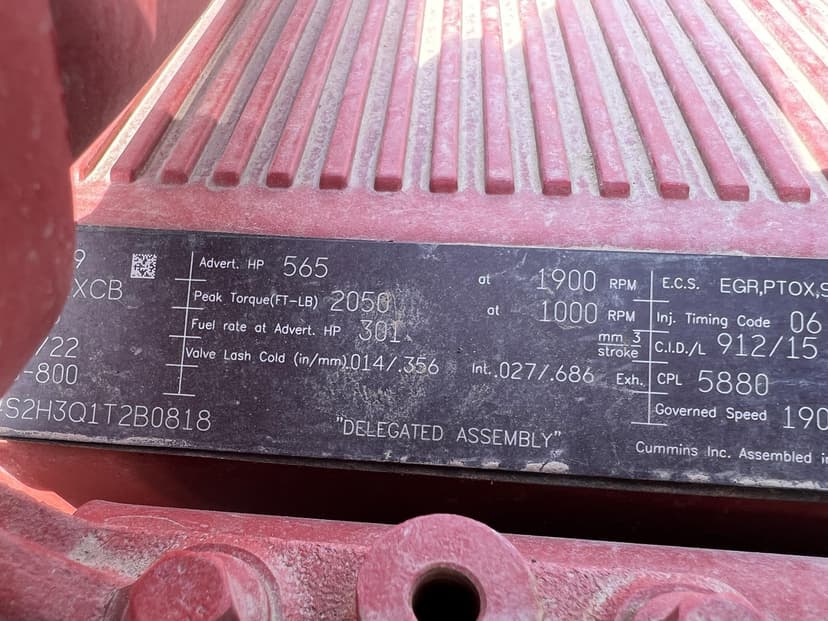 9
XCB
/22
-800
S2H3Q1T2B0818
Advert. HP 565 at 1900 RPM
Peak Torque(FT-LB) 2050 at 1000 RPM
Fuel rate at Advert. HP 301 mm 3 stroke
Valve Lash Cold (in/mm).014/.356 Int..027/.686 Exh.
"DELEGATED ASSEMBLY"
E.C.S. EGR,PTOX,S
Inj. Timing Code 06
C.I.D./L 912/15
CPL 5880
Governed Speed 190
Cummins Inc. Assembled in